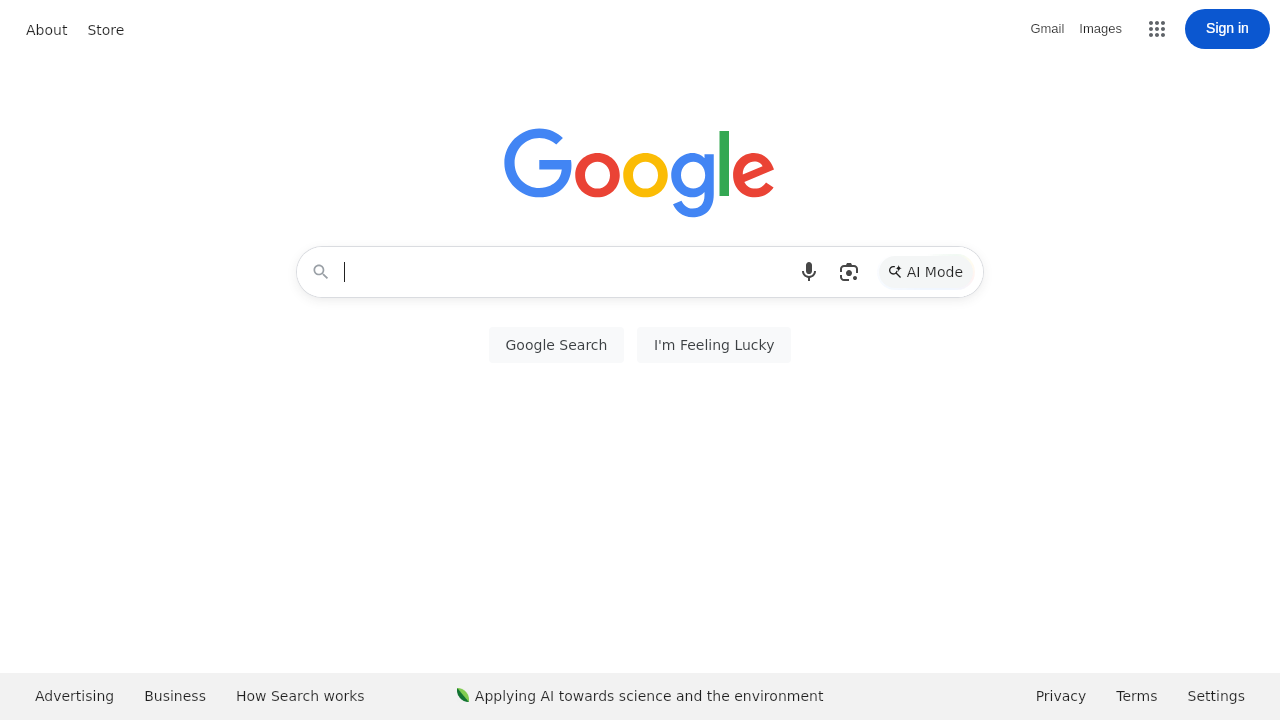 About Store Gmail Images Sign in
Google
AI Mode
Google Search I'm Feeling Lucky
Advertising Business How Search works Applying AI towards science and the environment Privacy Terms Settings